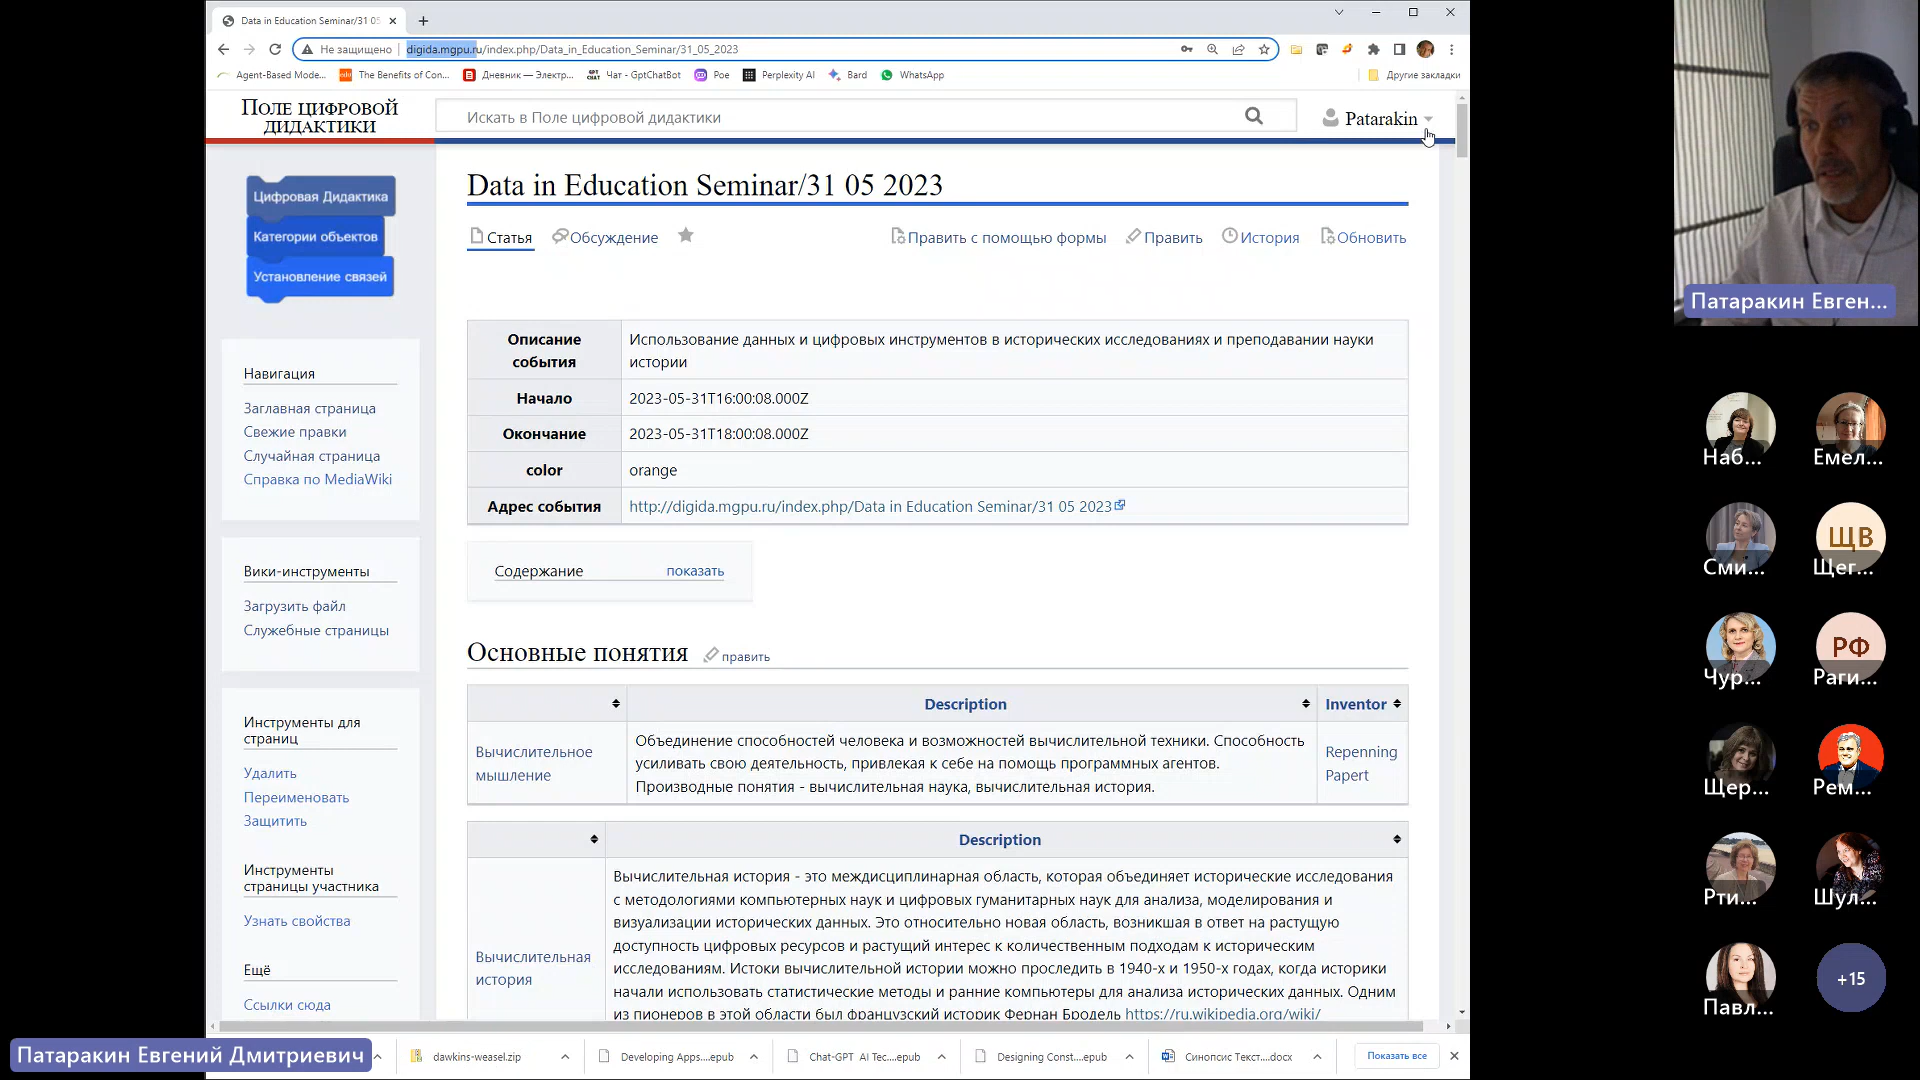 Data in Education Seminar/31 05
Не защищено
digida.mgpu.ru/index.php/Data_in_Education_Seminar/31_05_2023
Agent-Based Mode...
The Benefits of Con...
Дневник — Электр...
Чат - GptChatBot
Poe
Perplexity AI
Bard
WhatsApp
Другие закладки
Поле цифровой
дидактики
Искать в Поле цифровой дидактики
Patarakin
Цифровая Дидактика
Категории объектов
Установление связей
Навигация
Заглавная страница
Свежие правки
Случайная страница
Справка по MediaWiki
Вики-инструменты
Загрузить файл
Служебные страницы
Инструменты для
страниц
Удалить
Переименовать
Защитить
Инструменты
страницы участника
Узнать свойства
Ещё
Ссылки сюда
Data in Education Seminar/31 05 2023
Статья
Обсуждение
Править с помощью формы
Править
История
Обновить
Описание
события
Использование данных и цифровых инструментов в исторических исследованиях и преподавании науки
истории
Начало
2023-05-31T16:00:08.000Z
Окончание
2023-05-31T18:00:08.000Z
color
orange
Адрес события
http://digida.mgpu.ru/index.php/Data in Education Seminar/31 05 2023
Содержание
показать
Основные понятия
править
Description
Inventor
Вычислительное
мышление
Объединение способностей человека и возможностей вычислительной техники. Способность
усиливать свою деятельность, привлекая к себе на помощь программных агентов.
Производные понятия - вычислительная наука, вычислительная история.
Repenning
Papert
Description
Вычислительная
история
Вычислительная история - это междисциплинарная область, которая объединяет исторические исследования
с методологиями компьютерных наук и цифровых гуманитарных наук для анализа, моделирования и
визуализации исторических данных. Это относительно новая область, возникшая в ответ на растущую
доступность цифровых ресурсов и растущий интерес к количественным подходам к историческим
исследованиям. Истоки вычислительной истории можно проследить в 1940-х и 1950-х годах, когда историки
начали использовать статистические методы и ранние компьютеры для анализа исторических данных. Одним
из пионеров в этой области был французский историк Фернан Бродель https://ru.wikipedia.org/wiki/
Патаракин Евгений Дмитриевич
dawkins-weasel.zip
Developing Apps....epub
Chat-GPT AI Tec....epub
Designing Const....epub
Синопсис Текст....docx
Показать все
Патаракин Евген...
Наб...
Емел...
Сми...
ЩВ
Щег...
Чур...
РФ
Раги...
Щер...
Рем...
Рти...
Шул...
Павл...
+15